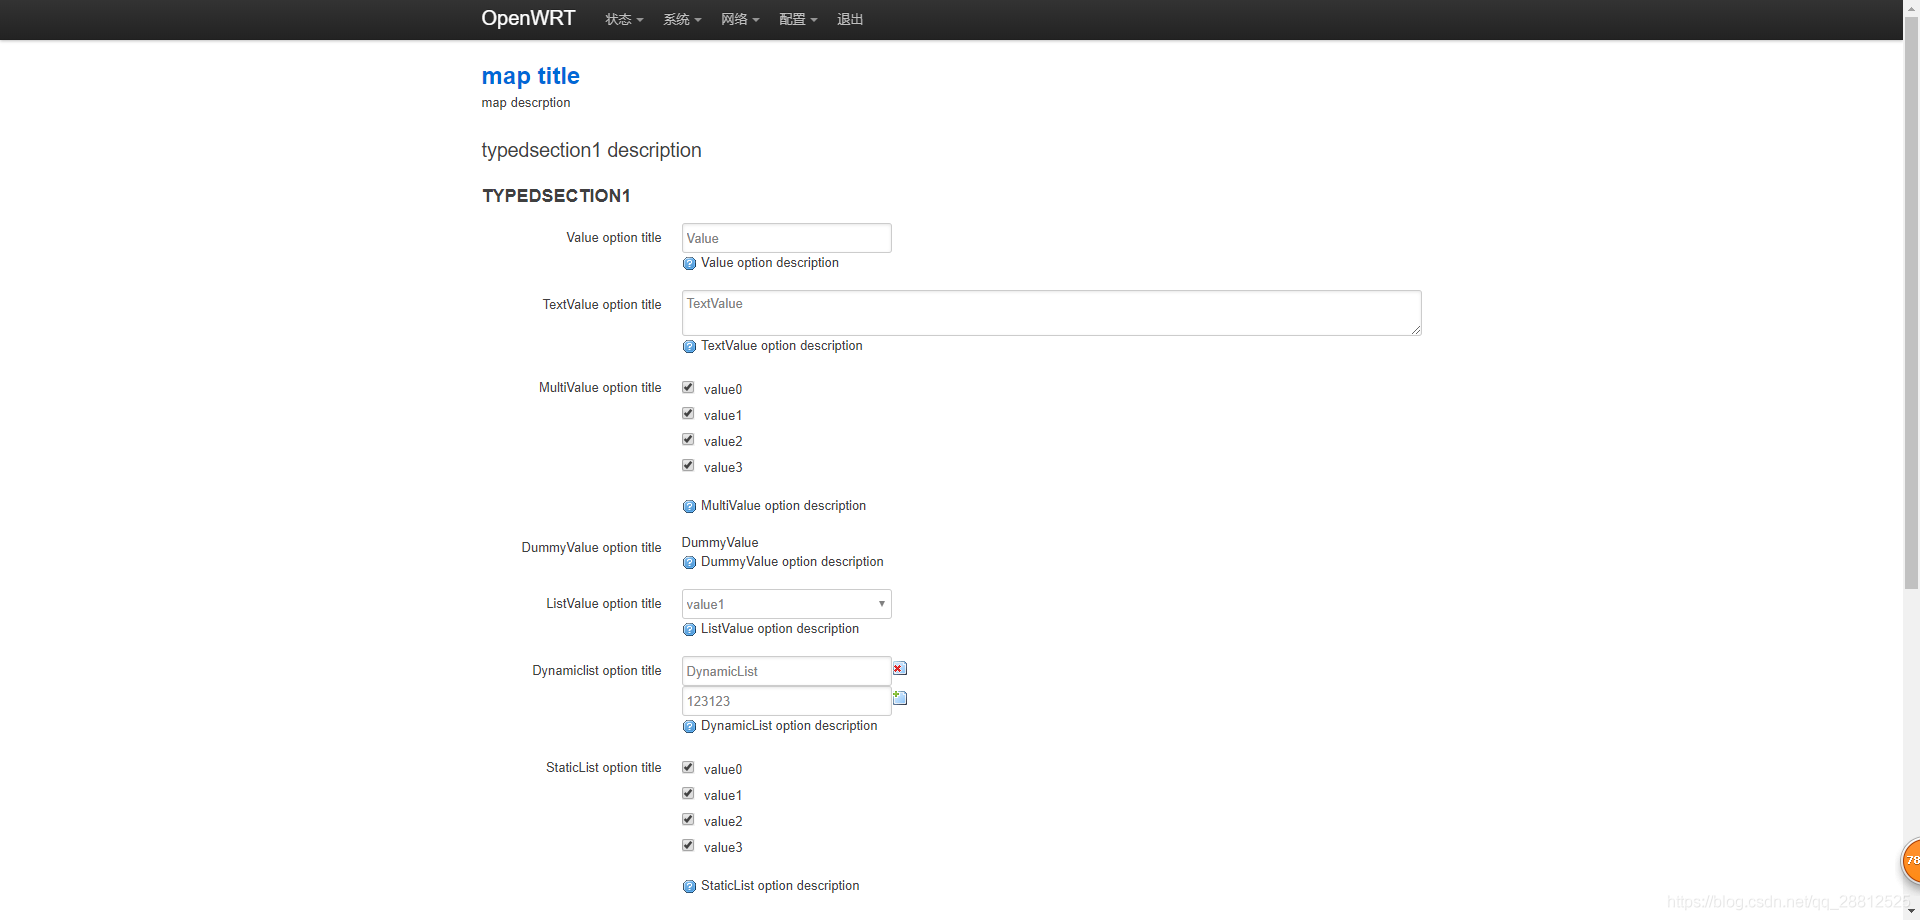 OpenWRT 状态 系统 网络 配置 退出
map title
map descrption
typedsection1 description
TYPEDSECTION1
Value option title Value
Value option description
TextValue option title TextValue
TextValue option description
MultiValue option title value0
value1
value2
value3
MultiValue option description
DummyValue option title DummyValue
DummyValue option description
ListValue option title value1
ListValue option description
Dynamiclist option title DynamicList
123123
DynamicList option description
StaticList option title value0
value1
value2
value3
78
StaticList option description
https://blog.csdn.net/qq_28812525